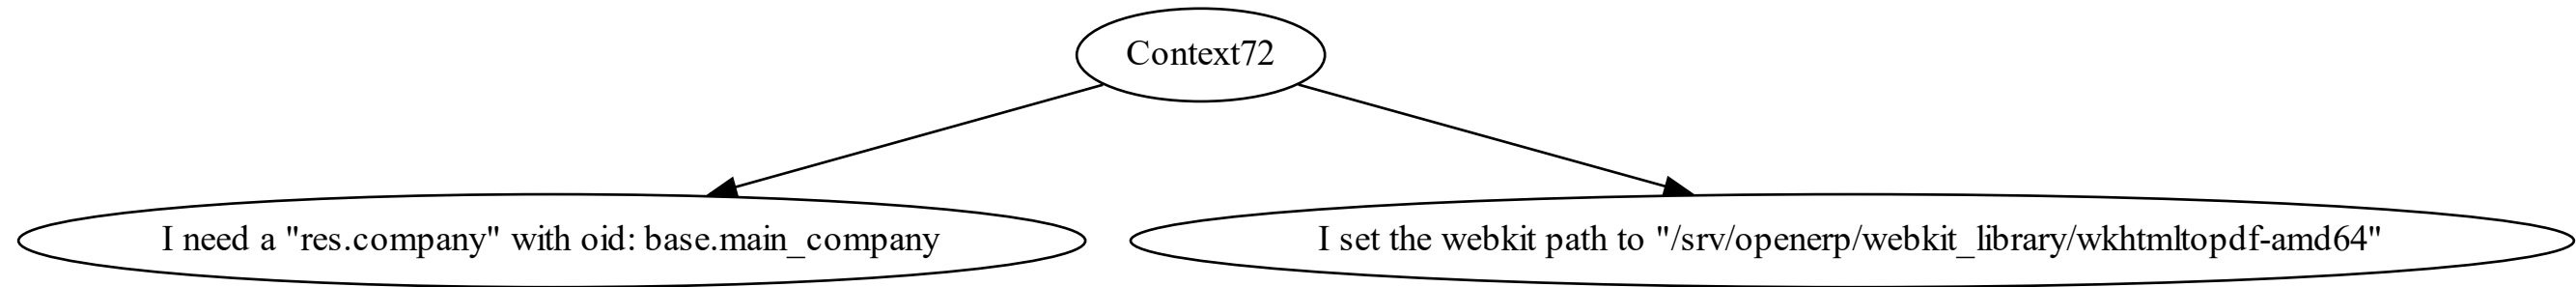 Context72
I need a "res.company" with oid: base.main_company
I set the webkit path to "/srv/openerp/webkit_library/wkhtmltopdf-amd64"